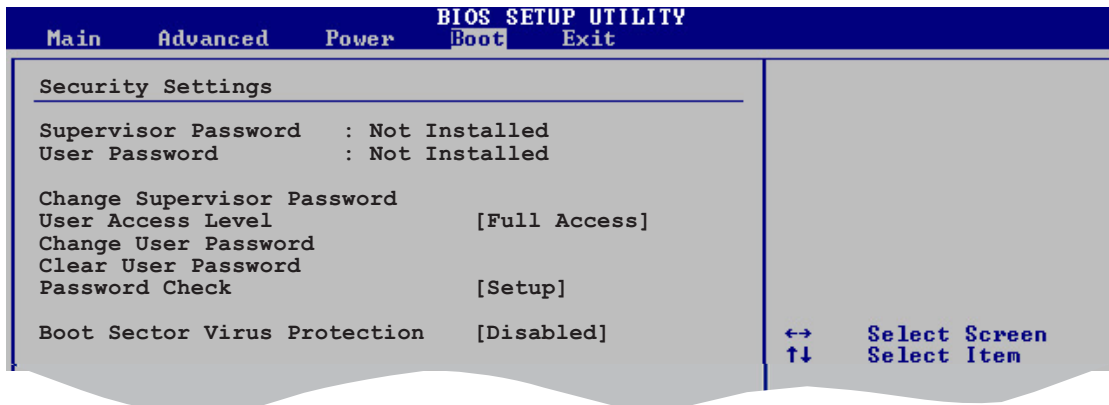 BIOS SETUP UTILITY
Main Advanced Power Boot Exit
Security Settings
Supervisor Password : Not Installed
User Password : Not Installed
Change Supervisor Password
User Access Level [Full Access]
Change User Password
Clear User Password
Password Check [Setup]
Boot Sector Virus Protection [Disabled]
↔ Select Screen
↑↓ Select Item